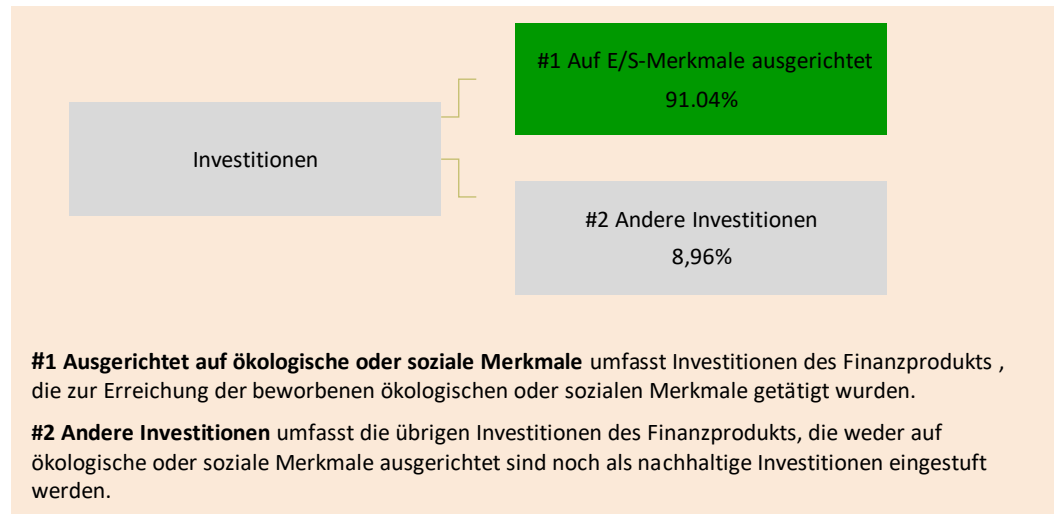 #1 Auf E/S-Merkmale ausgerichtet
91.04%
Investitionen
#2 Andere Investitionen
8,96%
#1 Ausgerichtet auf ökologische oder soziale Merkmale umfasst Investitionen des Finanzprodukts ,
die zur Erreichung der beworbenen ökologischen oder sozialen Merkmale getätigt wurden.
#2 Andere Investitionen umfasst die übrigen Investitionen des Finanzprodukts, die weder auf
ökologische oder soziale Merkmale ausgerichtet sind noch als nachhaltige Investitionen eingestuft
werden.